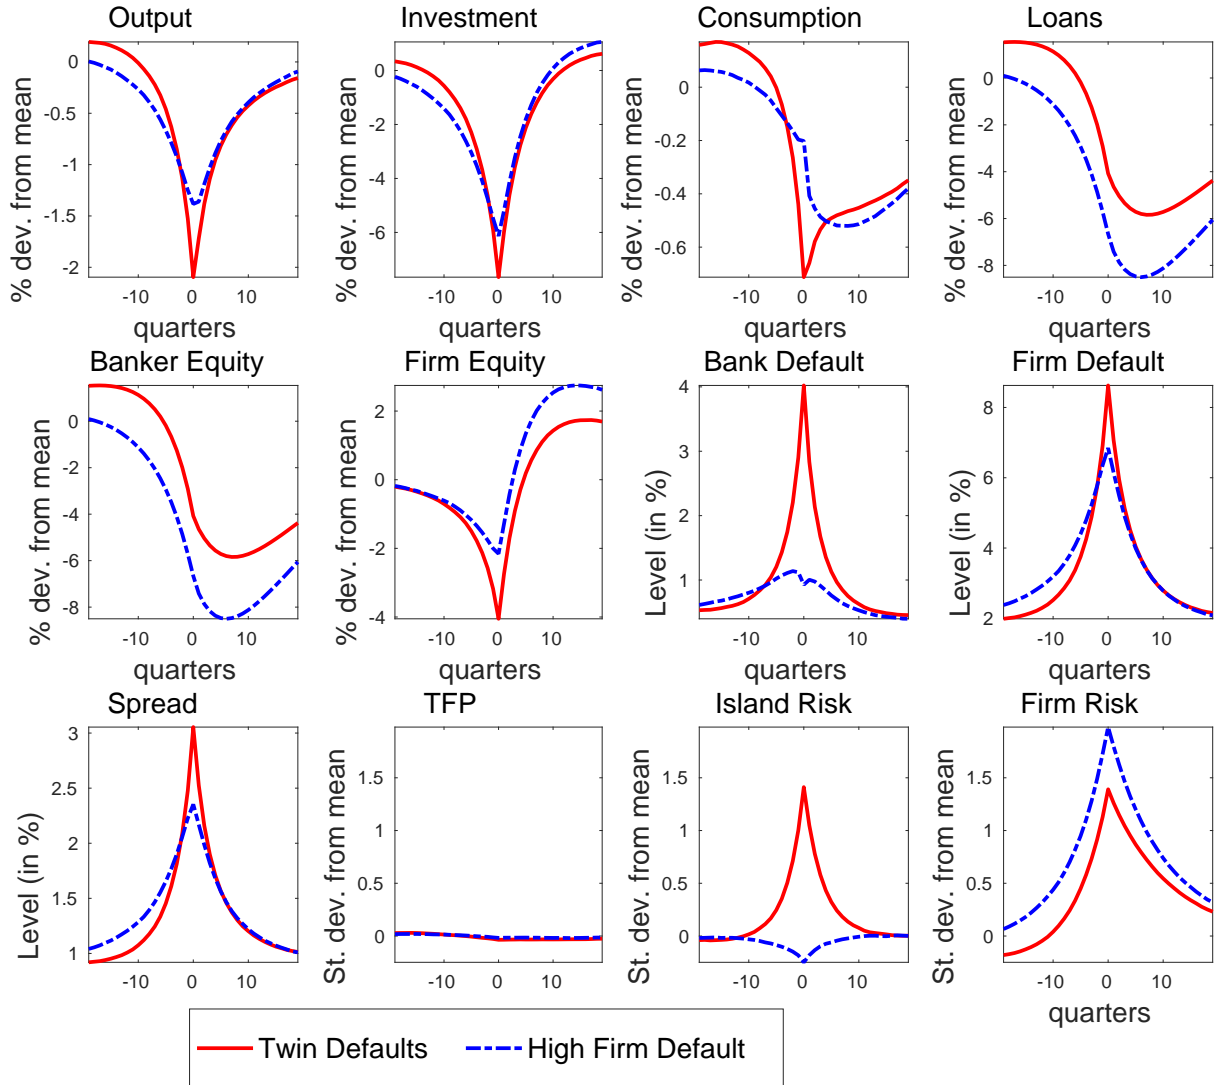 Output
Investment
Consumption
Loans
% dev. from mean
0
-0.5
-1
-1.5
-2
-10 0 10
quarters
% dev. from mean
0
-2
-4
-6
-10 0 10
quarters
% dev. from mean
0
-0.2
-0.4
-0.6
-10 0 10
quarters
% dev. from mean
0
-2
-4
-6
-8
-10 0 10
quarters
Banker Equity
Firm Equity
Bank Default
Firm Default
% dev. from mean
0
-2
-4
-6
-8
-10 0 10
quarters
% dev. from mean
2
0
-2
-4
-10 0 10
quarters
Level (in %)
4
3
2
1
-10 0 10
quarters
Level (in %)
8
6
4
2
-10 0 10
quarters
Spread
TFP
Island Risk
Firm Risk
Level (in %)
3
2.5
2
1.5
1
-10 0 10
St. dev. from mean
1.5
1
0.5
0
-10 0 10
St. dev. from mean
1.5
1
0.5
0
-10 0 10
St. dev. from mean
1.5
1
0.5
0
-10 0 10
quarters
Twin Defaults
High Firm Default